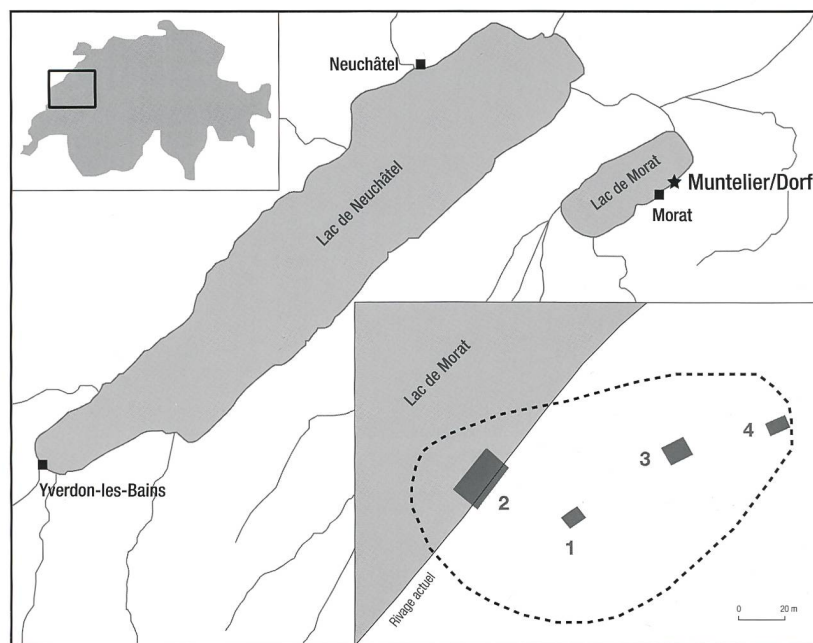 Neuchâtel
Lac de Neuchâtel
Lac de Morat
Muntelier/Dorf
Morat
Yverdon-les-Bains
Lac de Morat
4
3
2
1
Rivage actuel
0 20 m